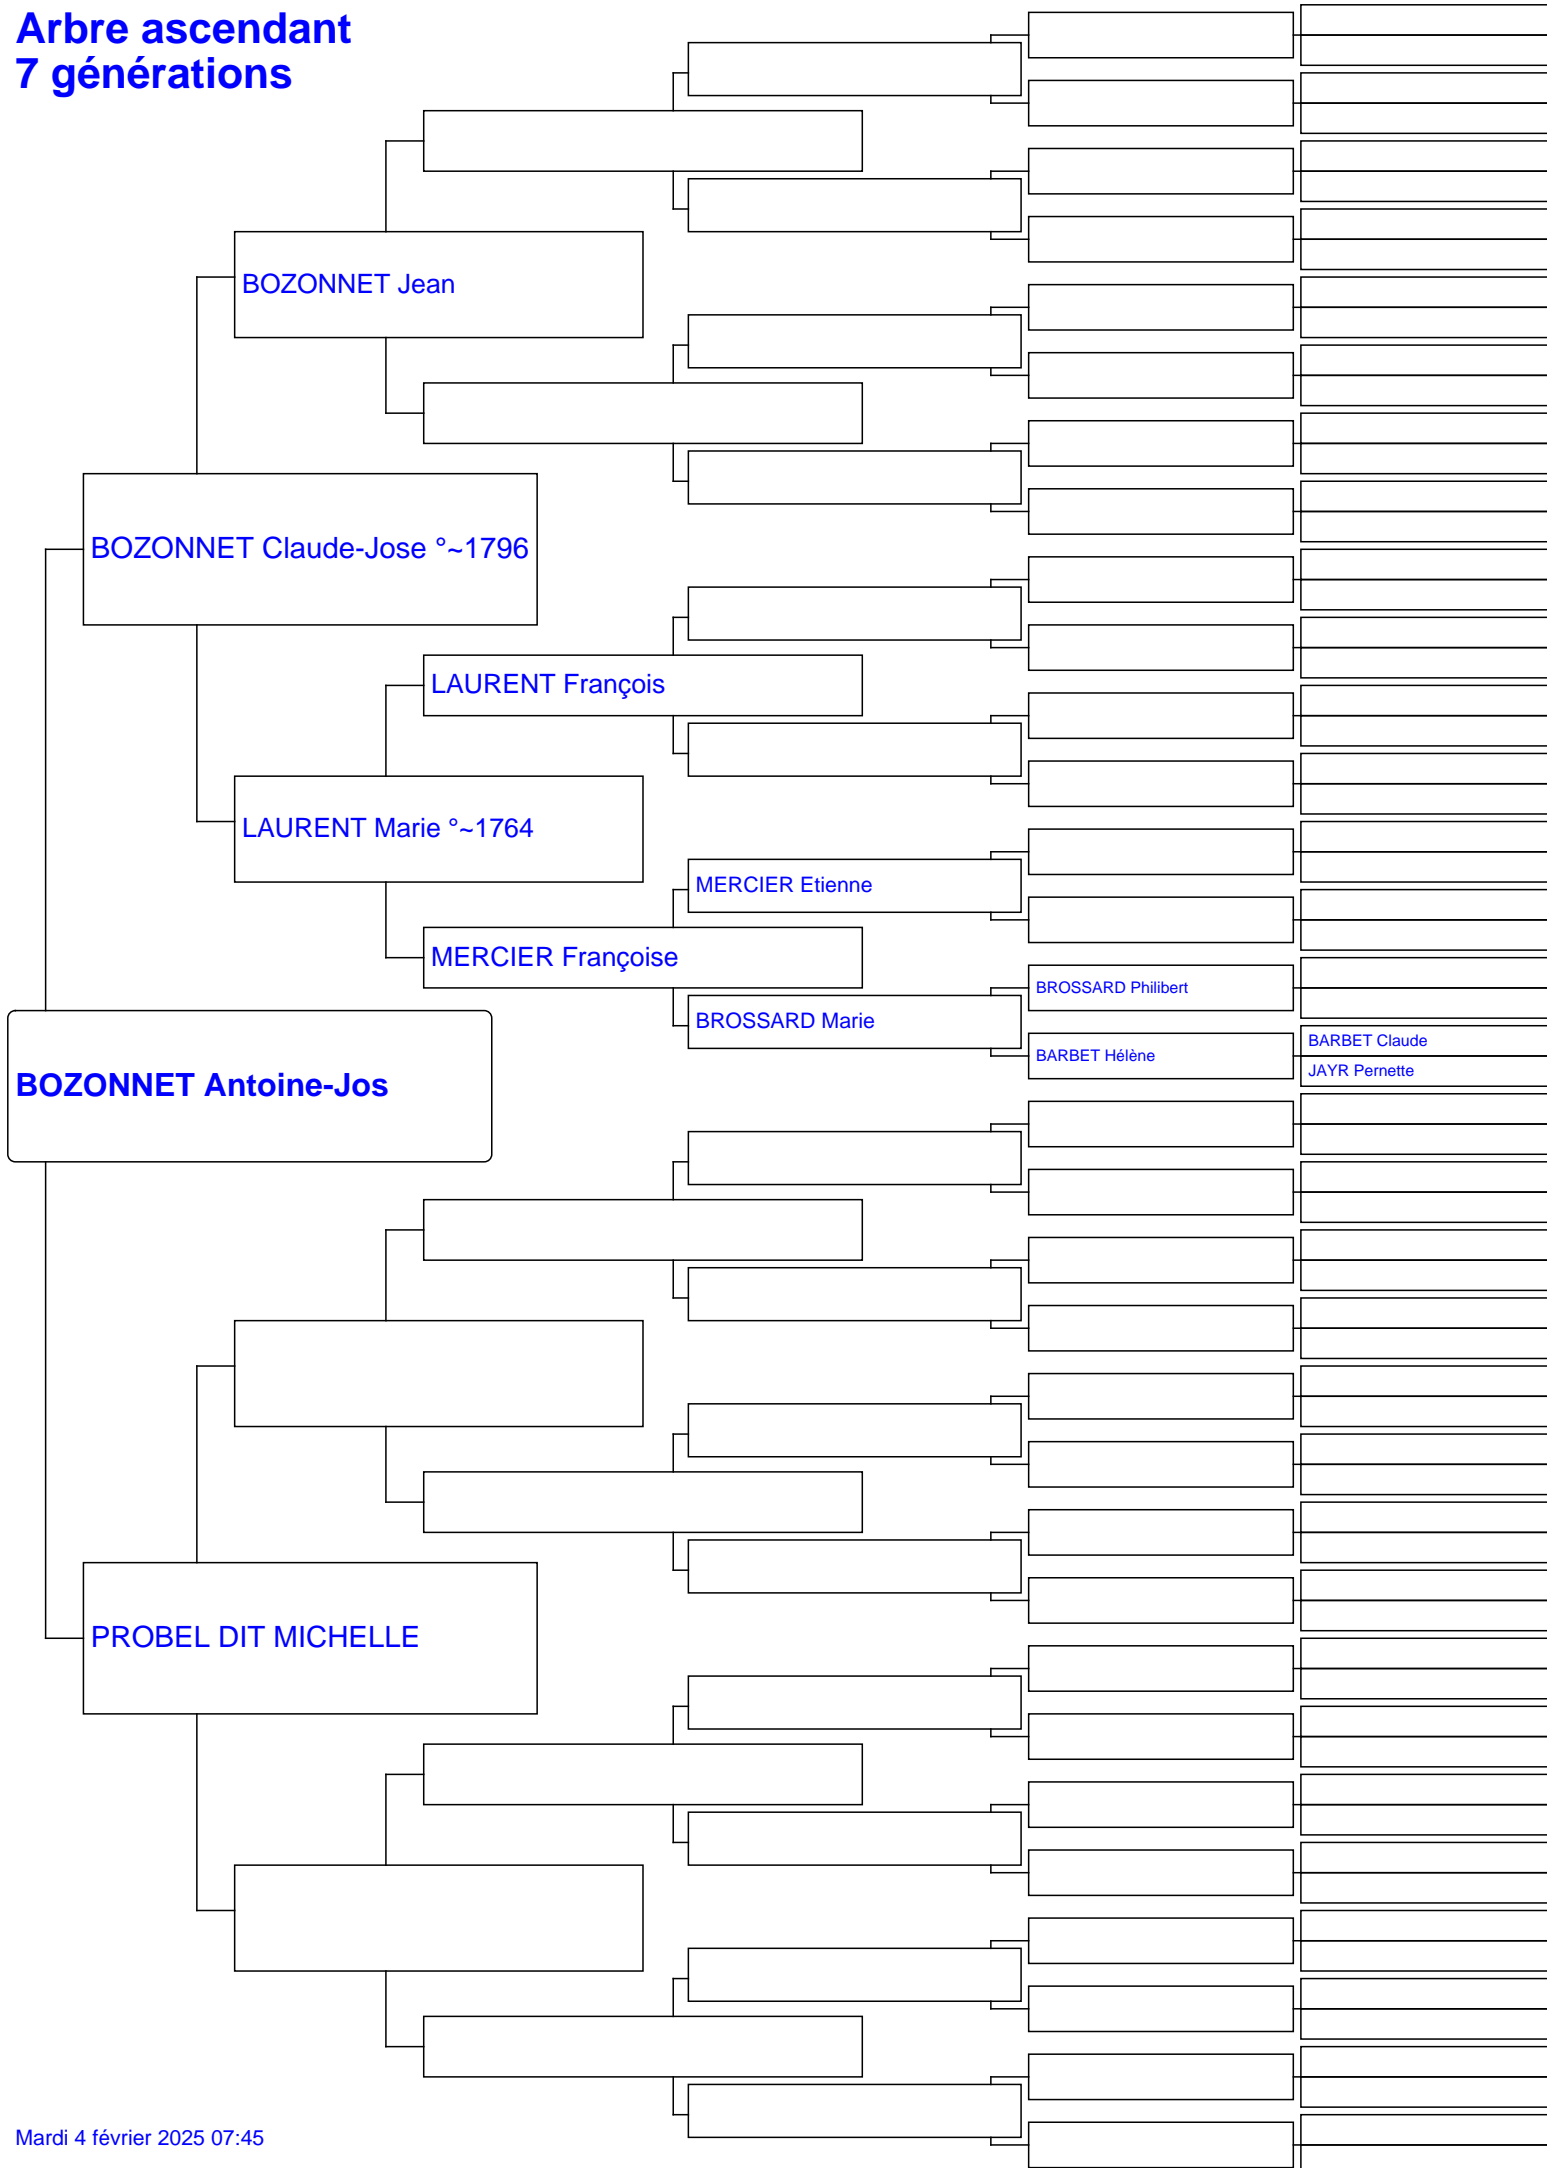 Arbre ascendant
7 générations
BOZONNET Jean
BOZONNET Claude-Jose °~1796
LAURENT François
LAURENT Marie °~1764
MERCIER Etienne
MERCIER Françoise
BROSSARD Philibert
BROSSARD Marie
BARBET Claude
BARBET Hélène
JAYR Pernette
BOZONNET Antoine-Jos
PROBEL DIT MICHELLE
Mardi 4 février 2025 07:45